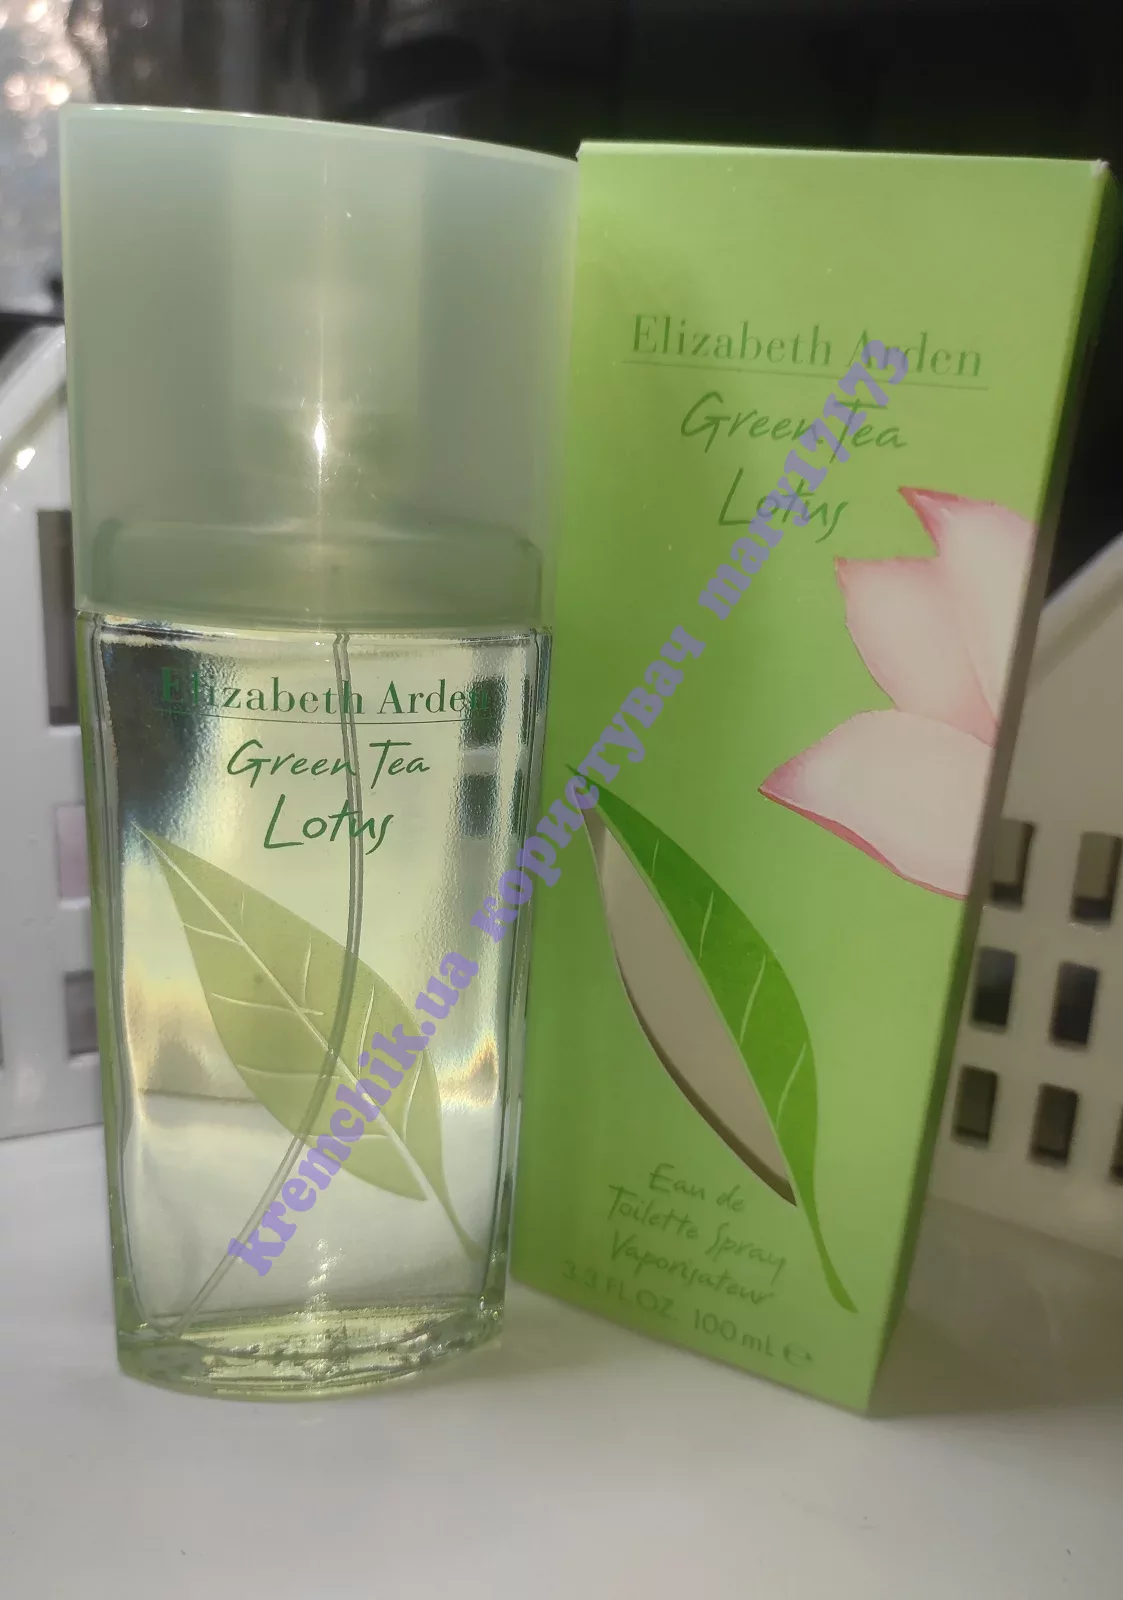 Elizabeth Arden
Green Tea
Lotus
Elizabeth Arden
Green Tea
Lotus
Eau de
Toilette Spray
Vaporisateur
3.3 fl.oz. 100 mL e
kremchik.ua користувач mary17173